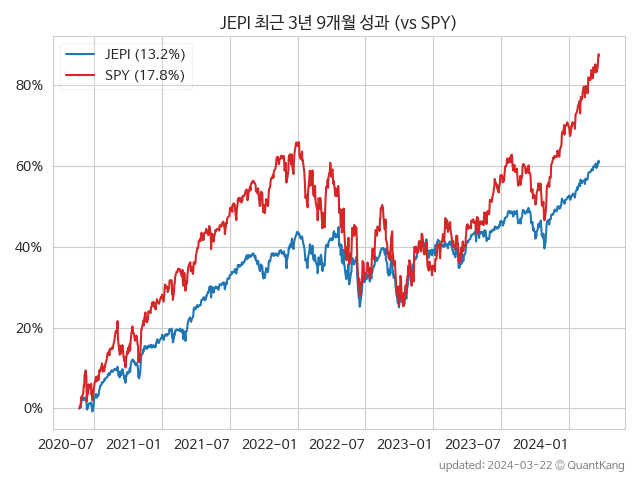 JEPI 최근 3년 9개월 성과 (vs SPY)
JEPI (13.2%)
SPY (17.8%)
80%
60%
40%
20%
0%
2020-07 2021-01 2021-07 2022-01 2022-07 2023-01 2023-07 2024-01
updated: 2024-03-22 © QuantKang